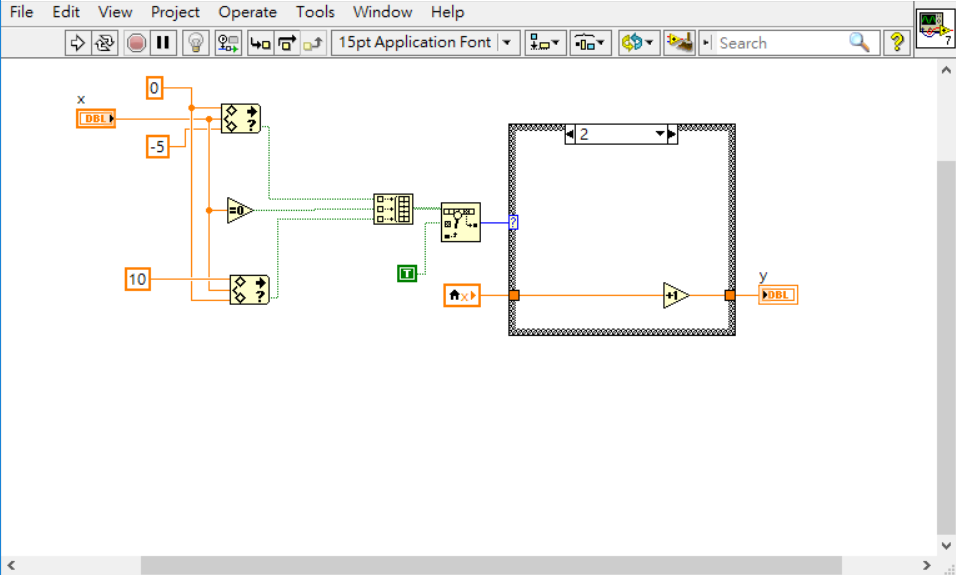 File Edit View Project Operate Tools Window Help
15pt Application Font Search ? 7
0
x
DBL
?
-5
2
=0
?
T
10
?
x
+1
y
DBL